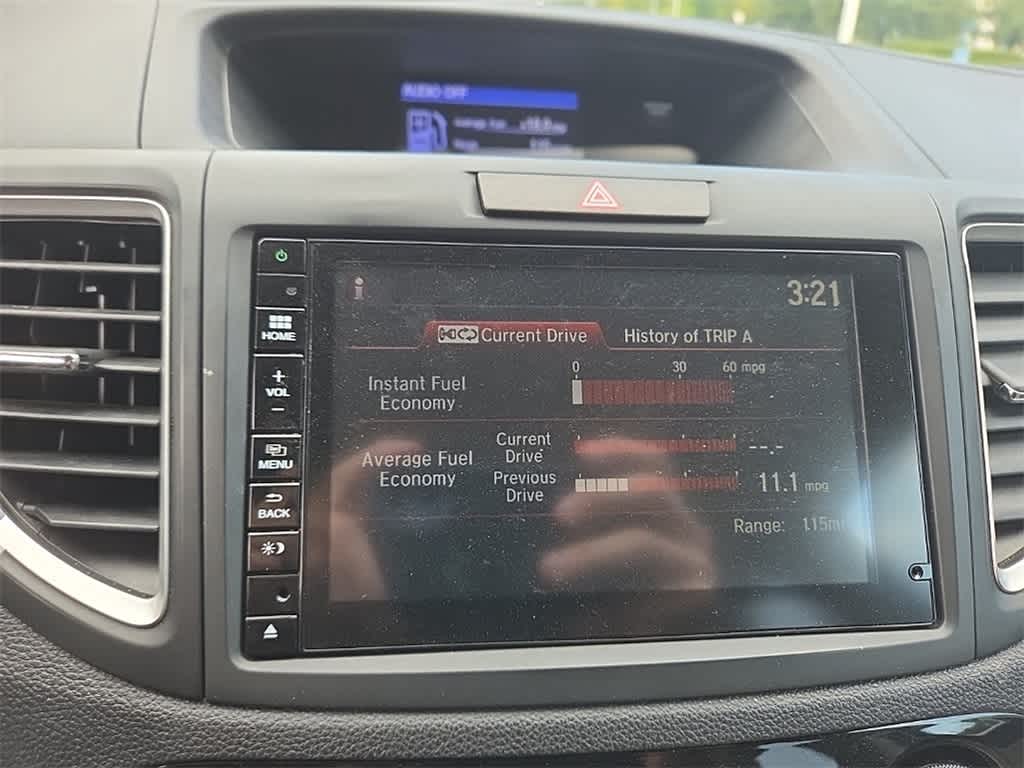 AUDIO OFF
3:21
HOME
Current Drive
History of TRIP A
+
VOL
−
0 30 60 mpg
Instant Fuel
Economy
MENU
Average Fuel
Economy
Current
Drive
--.-
Previous
Drive
11.1 mpg
BACK
Range: 115mi